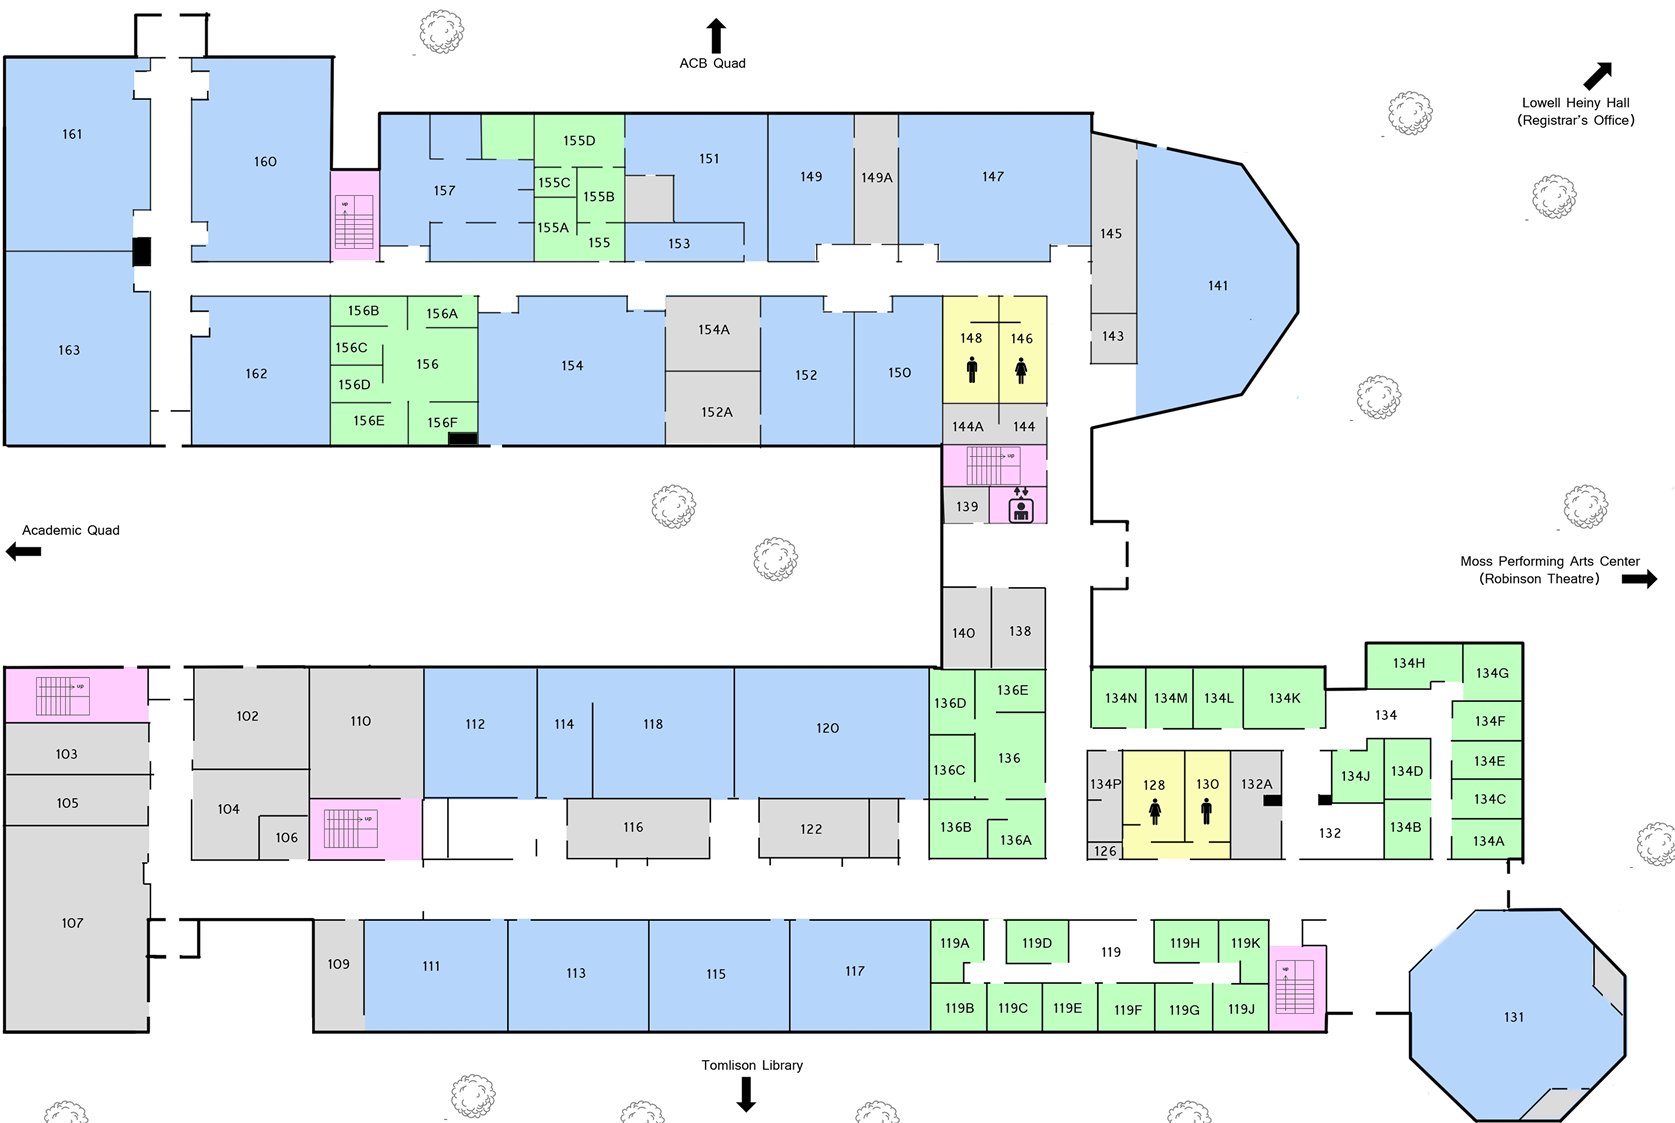 ACB Quad
Lowell Heiny Hall
(Registrar's Office)
161
160
157
155D
155C
155B
155A
155
151
153
149
149A
147
145
143
141
up
163
162
156B
156A
156C
156
156D
156E
156F
154
154A
152A
152
150
148
146
144A
144
up
139
Academic Quad
Moss Performing Arts Center
(Robinson Theatre)
140
138
up
102
103
105
104
106
107
110
up
112
114
118
120
116
122
136D
136E
136C
136
136B
136A
134N
134M
134L
134K
134H
134G
134
134F
134E
134J
134D
134C
134B
134A
134P
128
130
132A
132
126
109
111
113
115
117
119A
119D
119
119H
119K
119B
119C
119E
119F
119G
119J
up
131
Tomlison Library